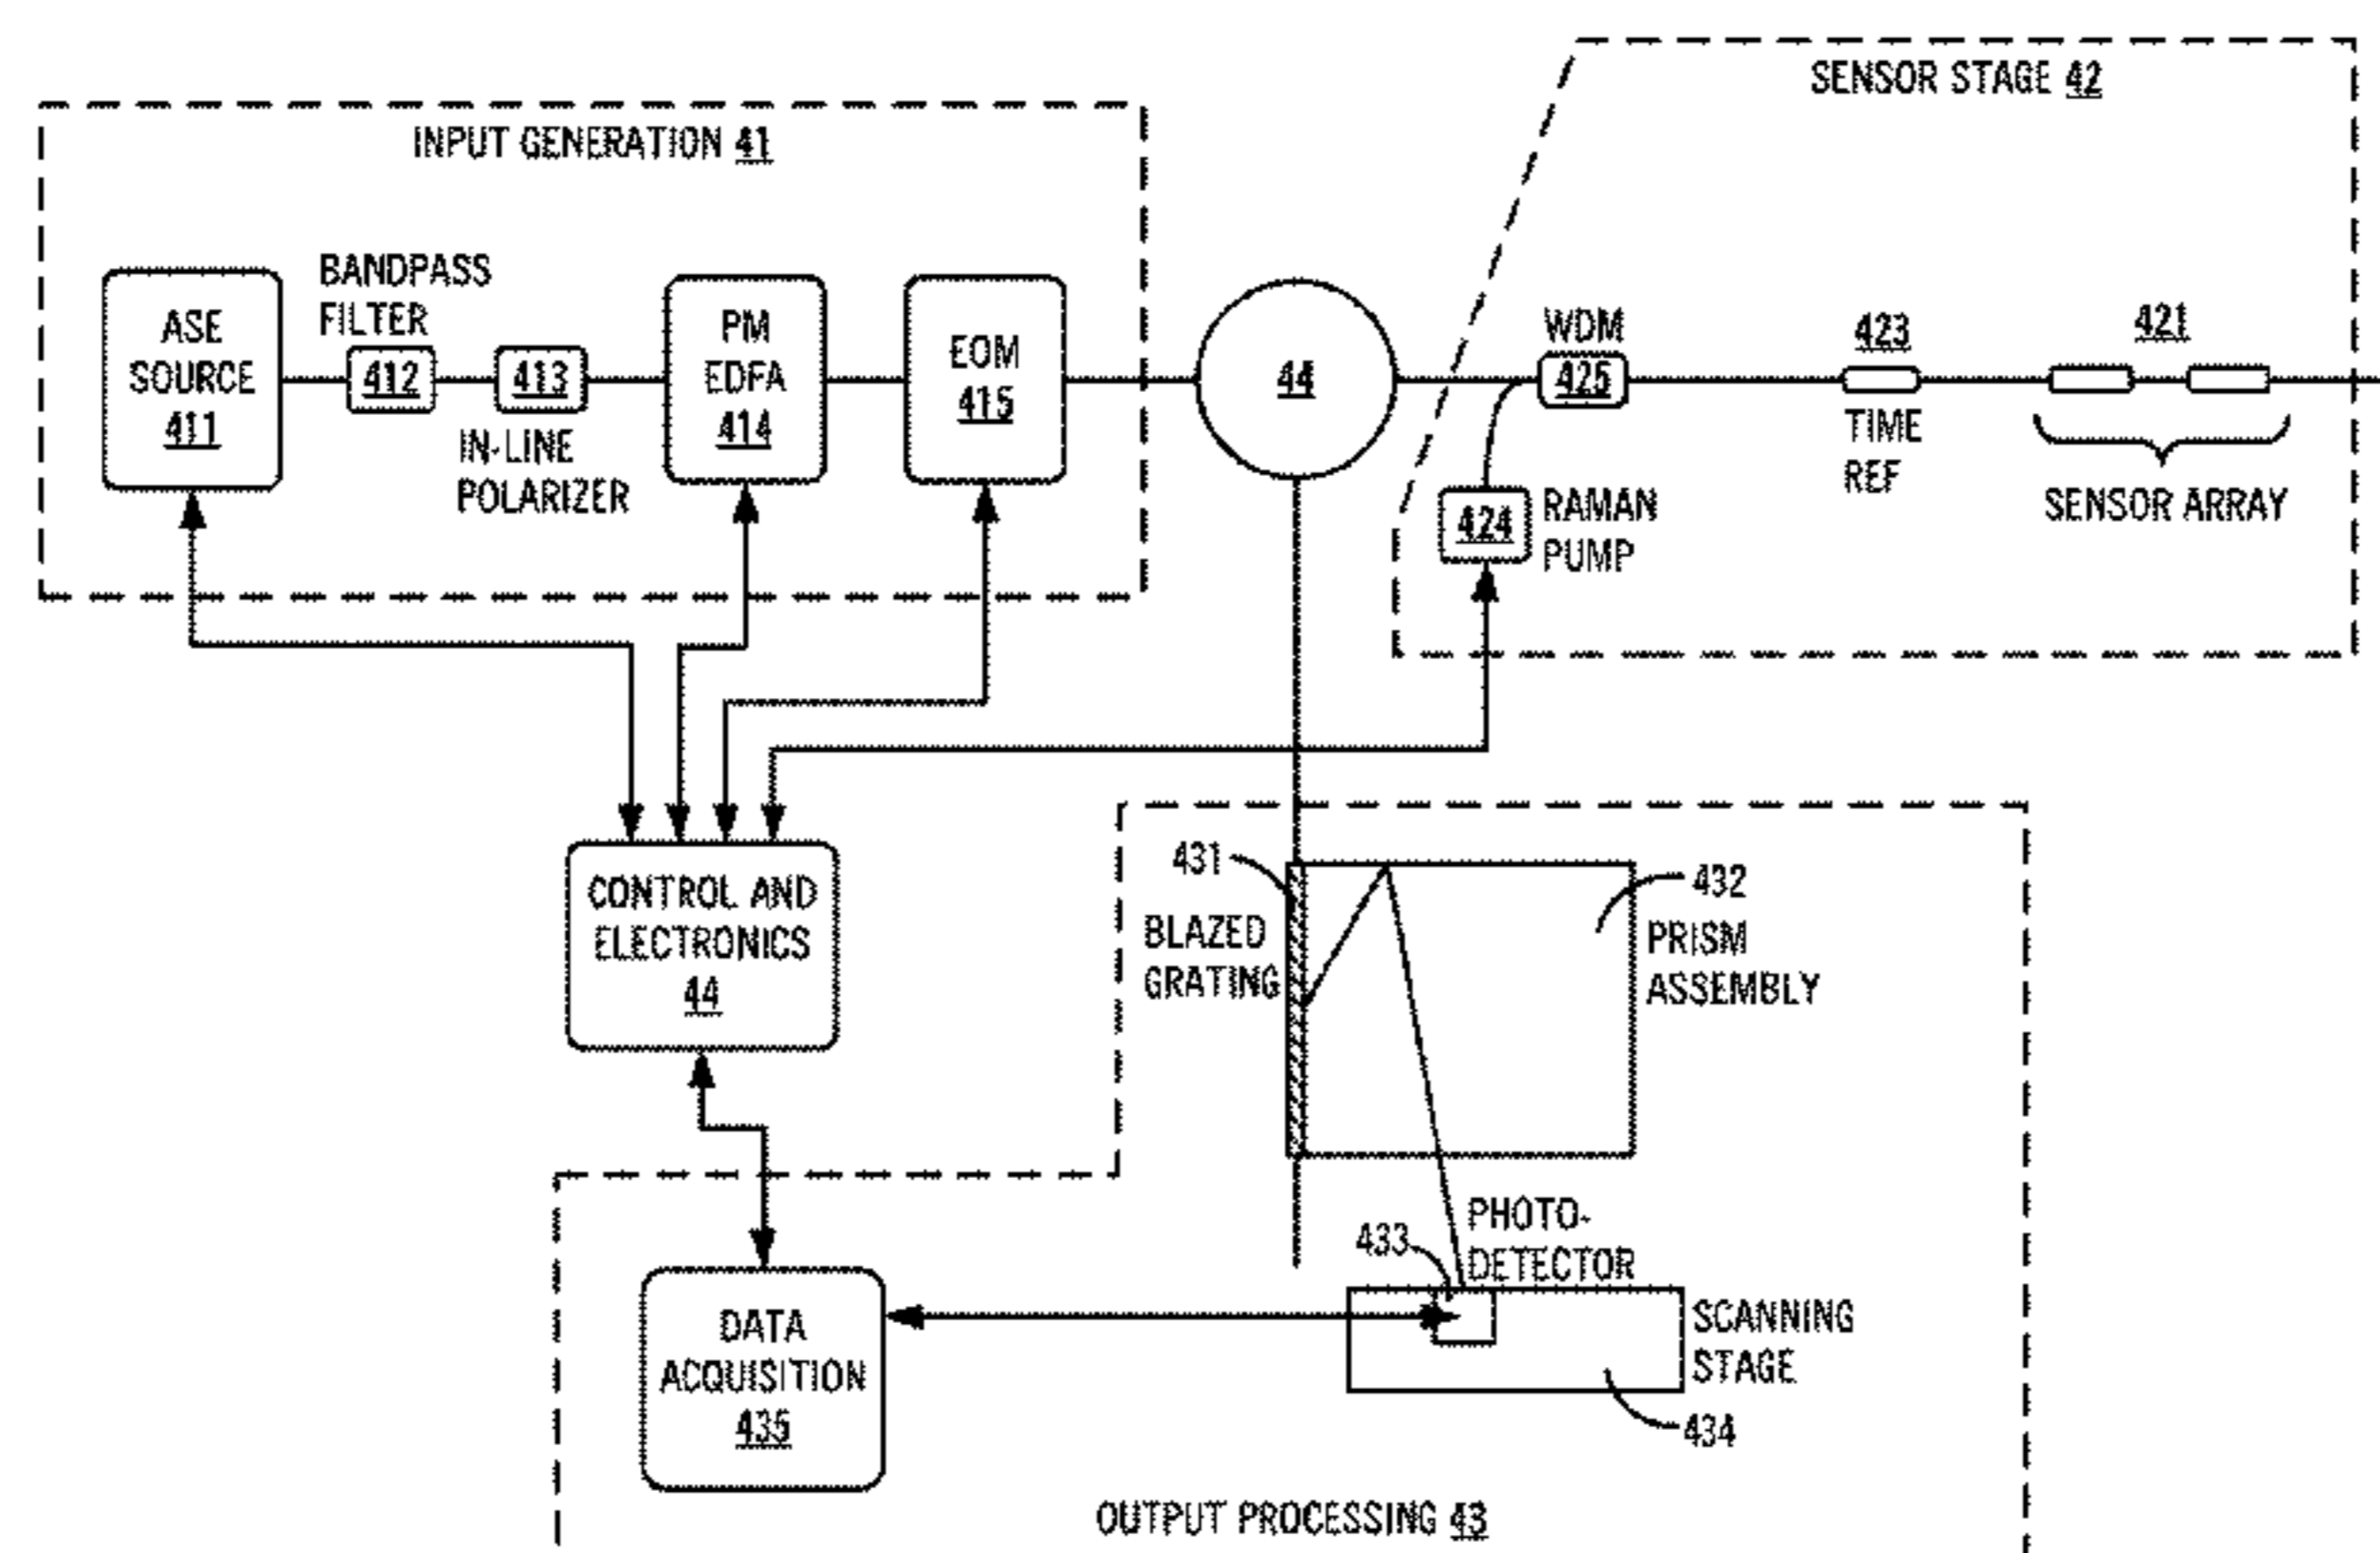 SENSOR STAGE 42
INPUT GENERATION 41
ASE
SOURCE
411
BANDPASS
FILTER
412
413
IN-LINE
POLARIZER
PM
EDFA
414
EOM
415
44
WDM
425
423
TIME
REF
421
SENSOR ARRAY
424
RAMAN
PUMP
CONTROL AND
ELECTRONICS
44
431
BLAZED
GRATING
432
PRISM
ASSEMBLY
433
PHOTO-
DETECTOR
SCANNING
STAGE
434
DATA
ACQUISITION
435
OUTPUT PROCESSING 43